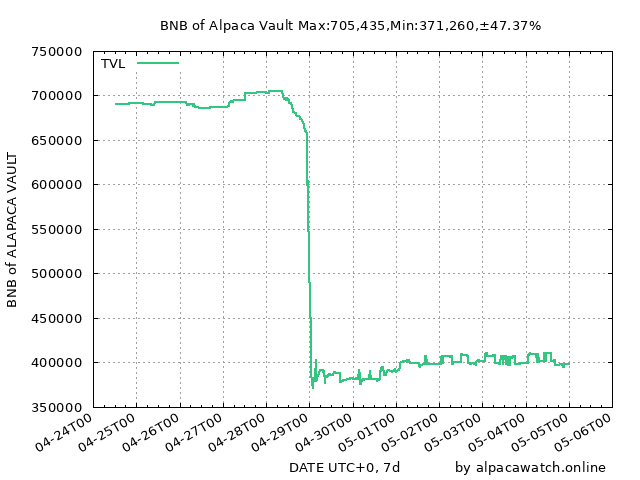 BNB of Alpaca Vault Max:705,435,Min:371,260,±47.37%
TVL
750000
700000
650000
600000
550000
500000
450000
400000
350000
BNB of ALAPACA VAULT
04-24T00
04-25T00
04-26T00
04-27T00
04-28T00
04-29T00
04-30T00
05-01T00
05-02T00
05-03T00
05-04T00
05-05T00
05-06T00
DATE UTC+0, 7d
by alpacawatch.online